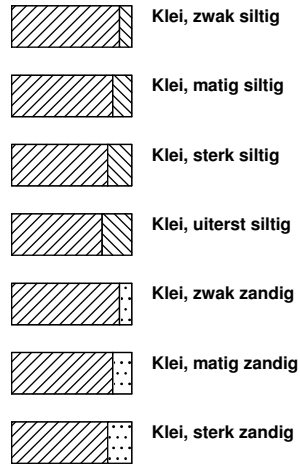 Klei, zwak siltig
Klei, matig siltig
Klei, sterk siltig
Klei, uiterst siltig
Klei, zwak zandig
Klei, matig zandig
Klei, sterk zandig